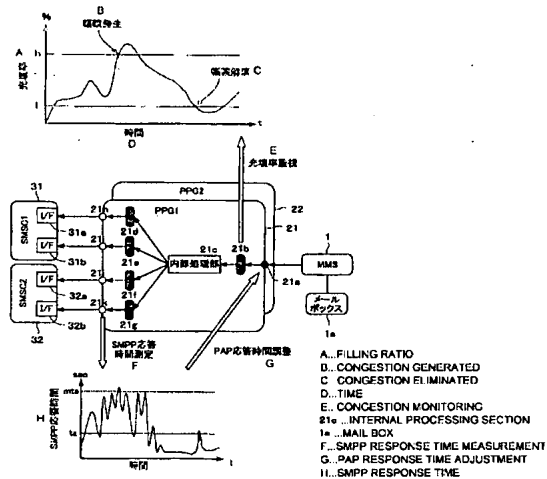 %
B
輻輳発生
A
h
充填率
輻輳解消
C
l
t
時間
D
E
充填率監視
PPG2
22
31
PPG1
21
SMSC1
I/F
31a
I/F
31b
21h
21d
21e
21c
内部処理部
21b
21a
1
MMS
メール
ボックス
1a
SMSC2
I/F
32a
I/F
32b
32
21f
21g
SMPP応答
時間測定
F
PAP応答時間調整
G
sec
mts
ts
H
SMPP応答時間
時間
t
A...FILLING RATIO
B...CONGESTION GENERATED
C...CONGESTION ELIMINATED
D...TIME
E...CONGESTION MONITORING
21c ...INTERNAL PROCESSING SECTION
1a ...MAIL BOX
F...SMPP RESPONSE TIME MEASUREMENT
G...PAP RESPONSE TIME ADJUSTMENT
H...SMPP RESPONSE TIME